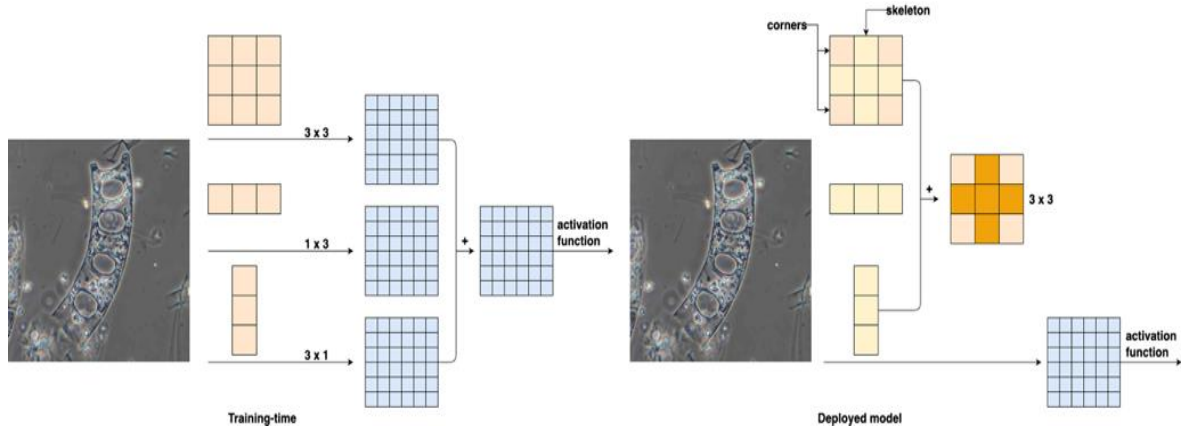 3 x 3
1 x 3
3 x 1
+
activation
function
Training-time
skeleton
corners
+
3 x 3
activation
function
Deployed model